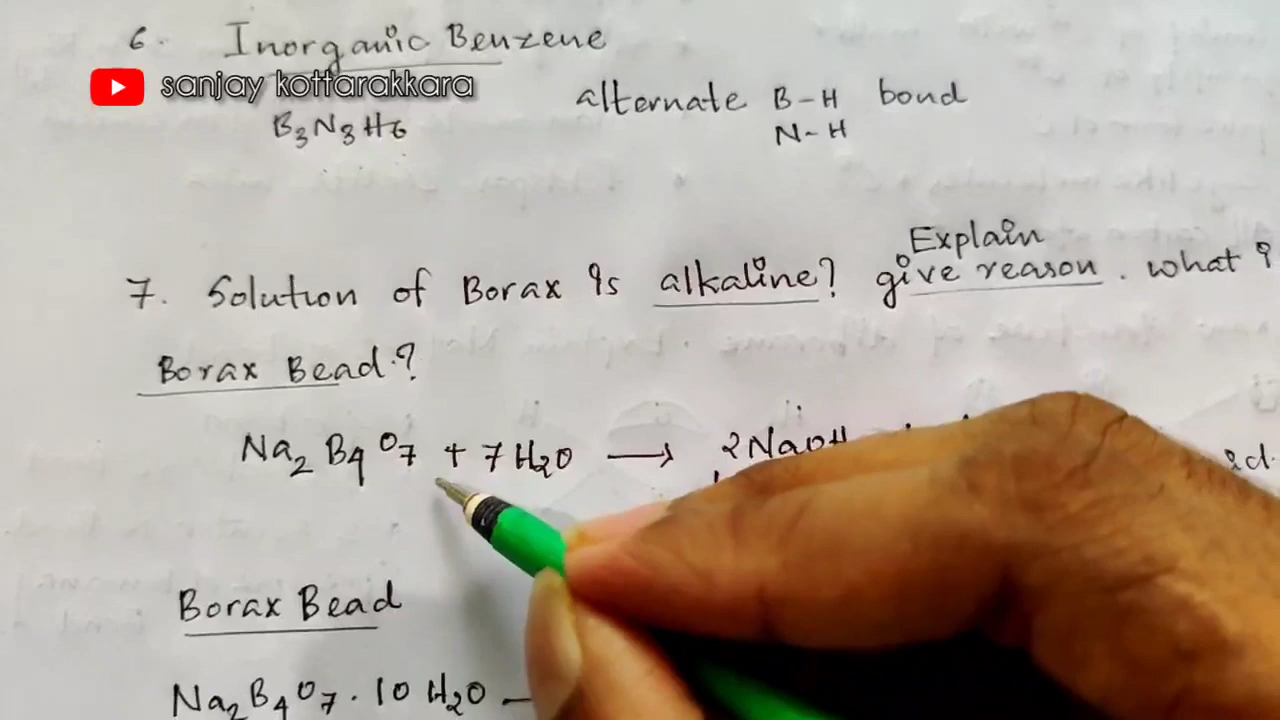 6. Inorganic Benzene
sanjay kottarakkara
alternate B-H bond
B3N3H6 N-H
Explain
7. Solution of Borax is alkaline? give reason. what i
Borax Bead.?
Na2B4O7 + 7H2O → 2NaOH
Borax Bead
Na2B4O7.10H2O